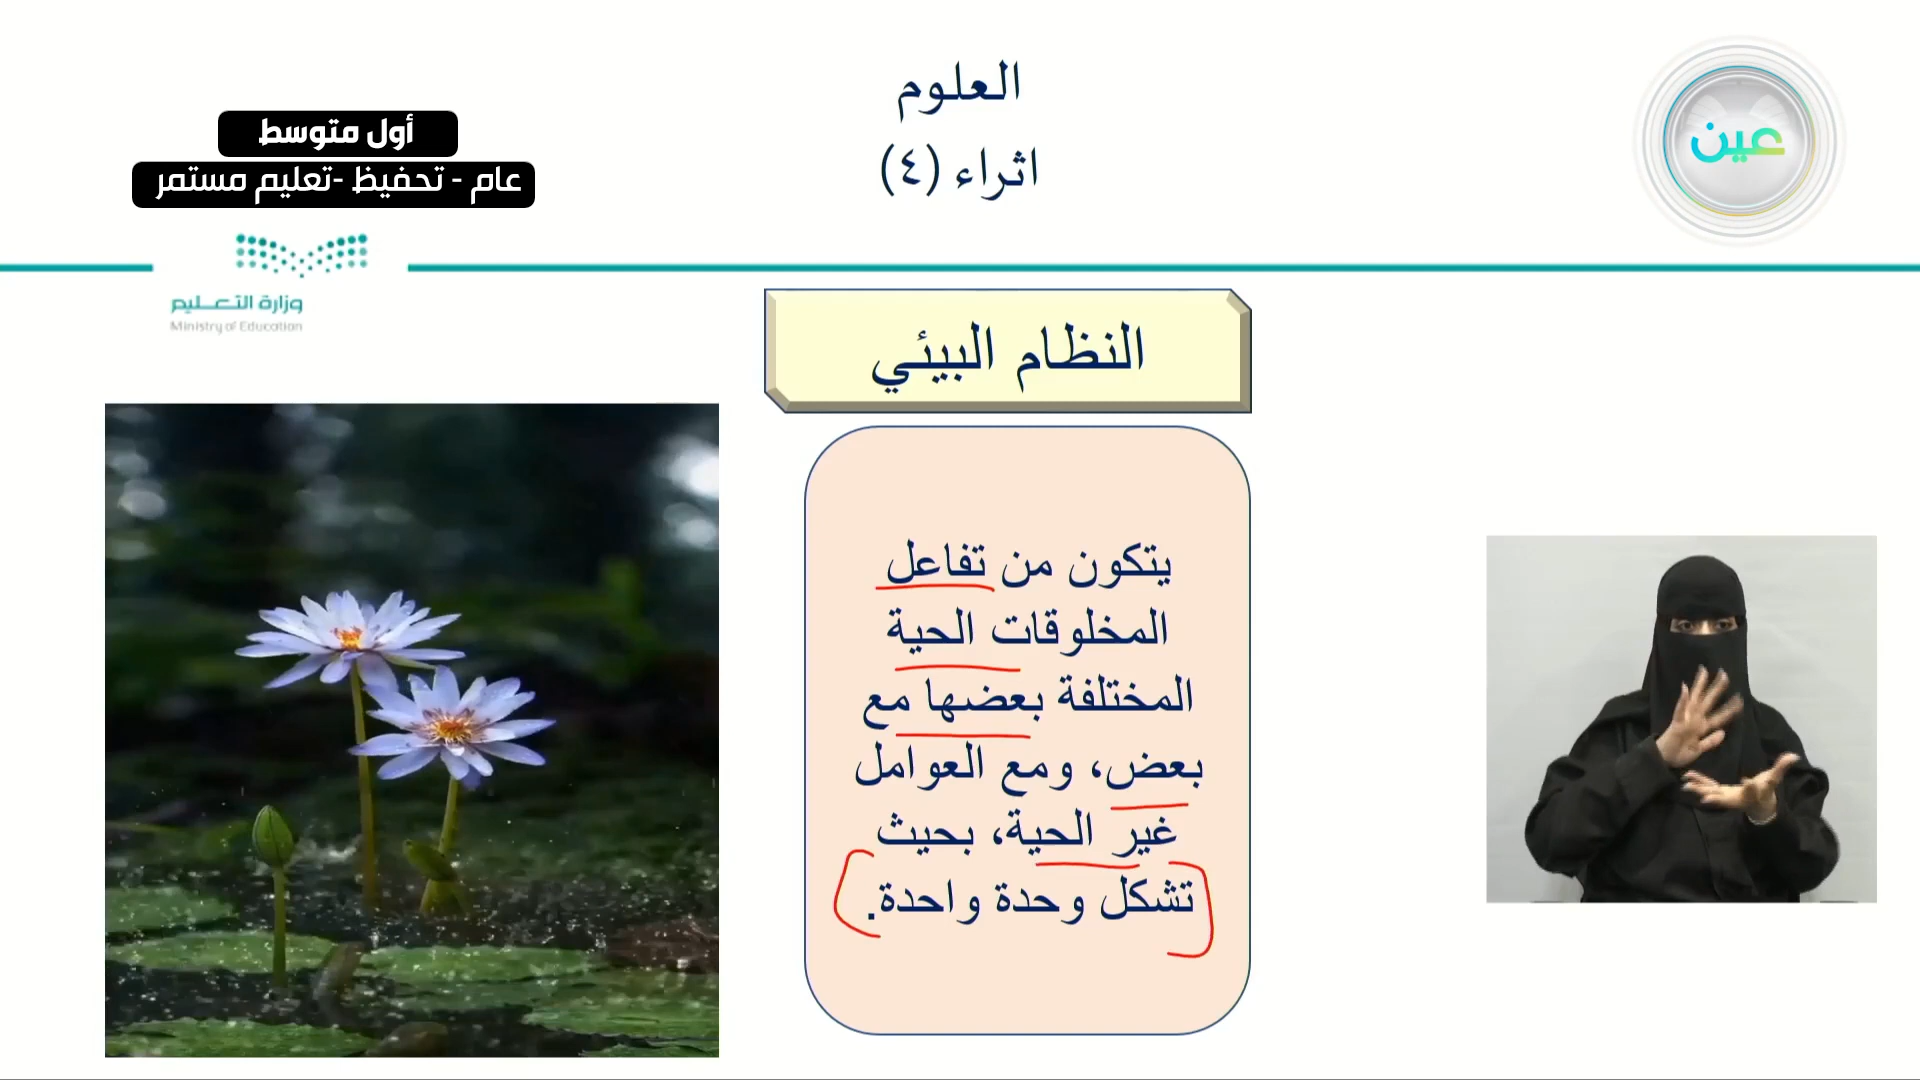 العلوم
اثراء (٤)
عين
أول متوسط
عام - تحفيظ -تعليم مستمر
وزارة التعليم
Ministry of Education
النظام البيئي
يتكون من تفاعل
المخلوقات الحية
المختلفة بعضها مع
بعض، ومع العوامل
غير الحية، بحيث
تشكل وحدة واحدة.